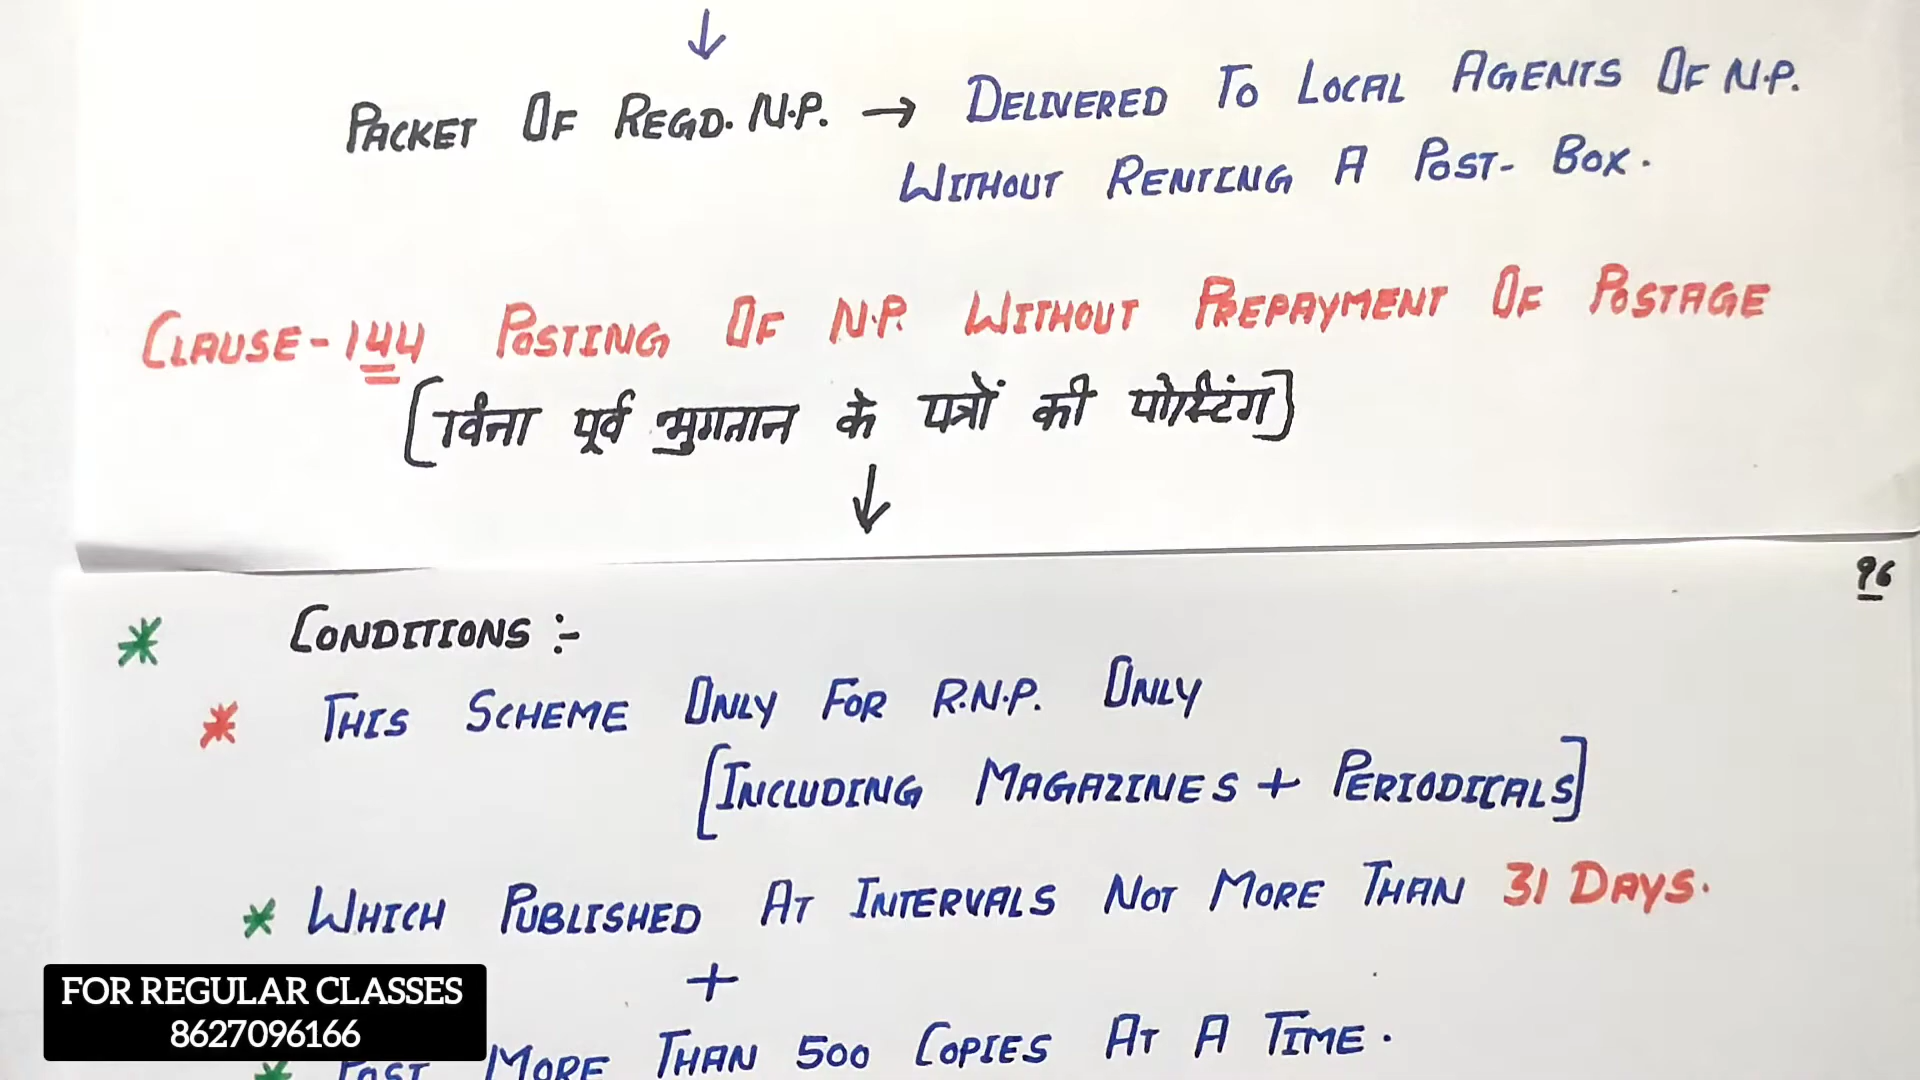 PACKET OF REGD. N.P. → DELIVERED TO LOCAL AGENTS OF N.P.
WITHOUT RENTING A POST-BOX.
CLAUSE-144 POSTING OF N.P. WITHOUT PREPAYMENT OF POSTAGE
[विना पूर्व भुगतान के पत्रों की पोस्टिंग]
96
* CONDITIONS :-
* THIS SCHEME ONLY FOR R.N.P. ONLY
[INCLUDING MAGAZINES + PERIODICALS]
* WHICH PUBLISHED AT INTERVALS NOT MORE THAN 31 DAYS.
+
* POST MORE THAN 500 COPIES AT A TIME.
FOR REGULAR CLASSES
8627096166